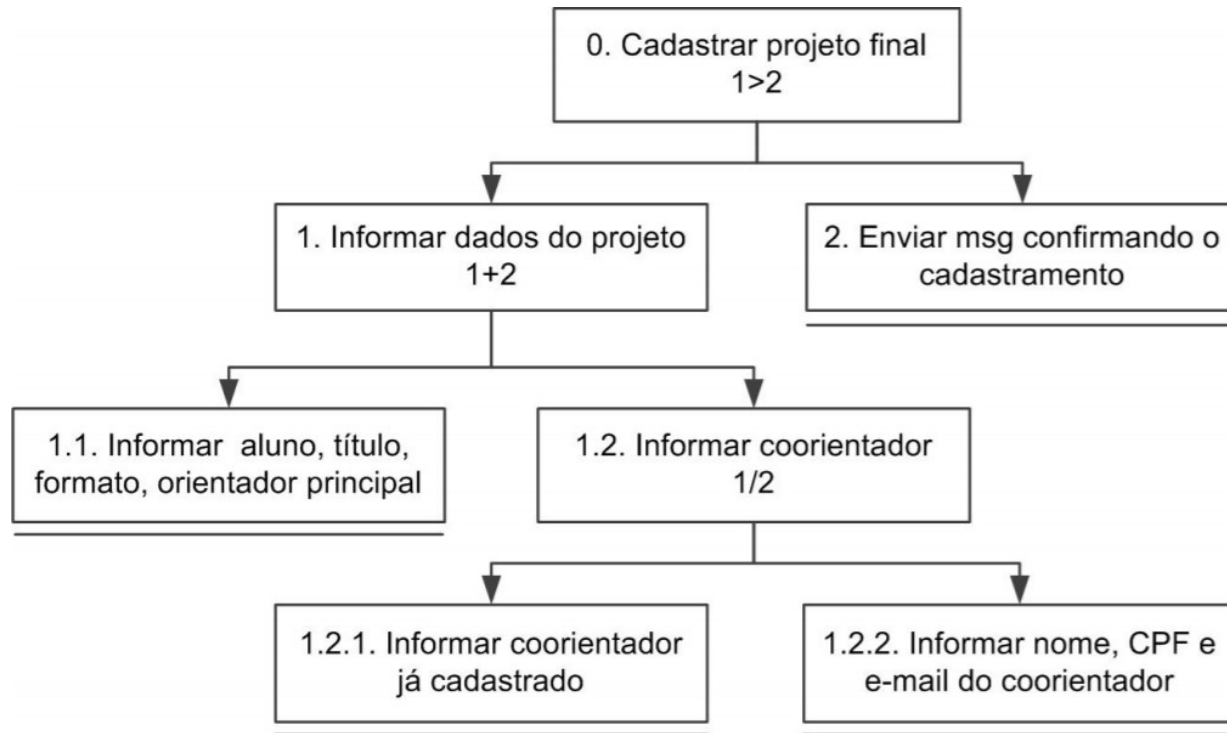 0. Cadastrar projeto final
1>2
1. Informar dados do projeto
1+2
2. Enviar msg confirmando o
cadastramento
1.1. Informar aluno, título,
formato, orientador principal
1.2. Informar coorientador
1/2
1.2.1. Informar coorientador
já cadastrado
1.2.2. Informar nome, CPF e
e-mail do coorientador